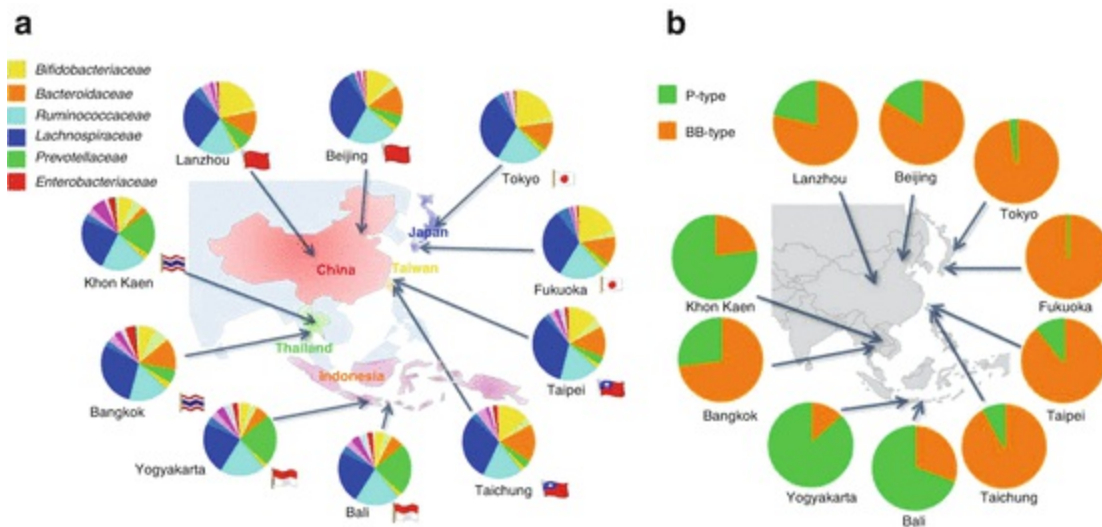 a
Bifidobacteriaceae
Bacteroidaceae
Ruminococcaceae
Lachnospiraceae
Prevotellaceae
Enterobacteriaceae
Lanzhou
Beijing
Tokyo
Khon Kaen
Japan
China
Taiwan
Fukuoka
Thailand
Indonesia
Bangkok
Taipei
Yogyakarta
Bali
Taichung
b
P-type
BB-type
Lanzhou
Beijing
Tokyo
Khon Kaen
Fukuoka
Bangkok
Taipei
Yogyakarta
Bali
Taichung